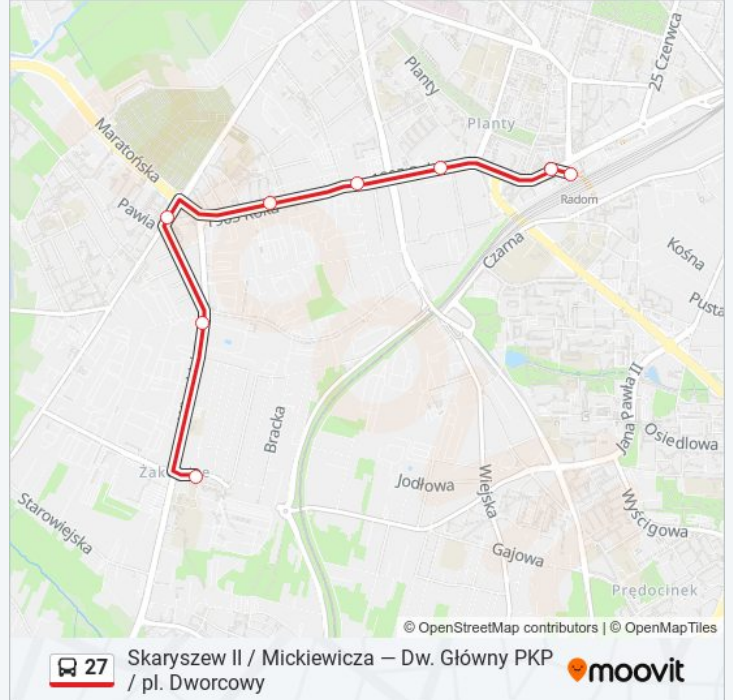 25 Czerwca
Planty
Planty
Maratońska
Pawia
1905 Roku
Radom
Czarna
Kośna
Pusta
Jana Pawła II
Osiedlowa
Bracka
Jodłowa
Wiejska
Starowiejska
Wyścigowa
Gajowa
Prędocinek
© OpenStreetMap contributors | © OpenMapTiles
27
Skaryszew II / Mickiewicza — Dw. Główny PKP
/ pl. Dworcowy
moovit